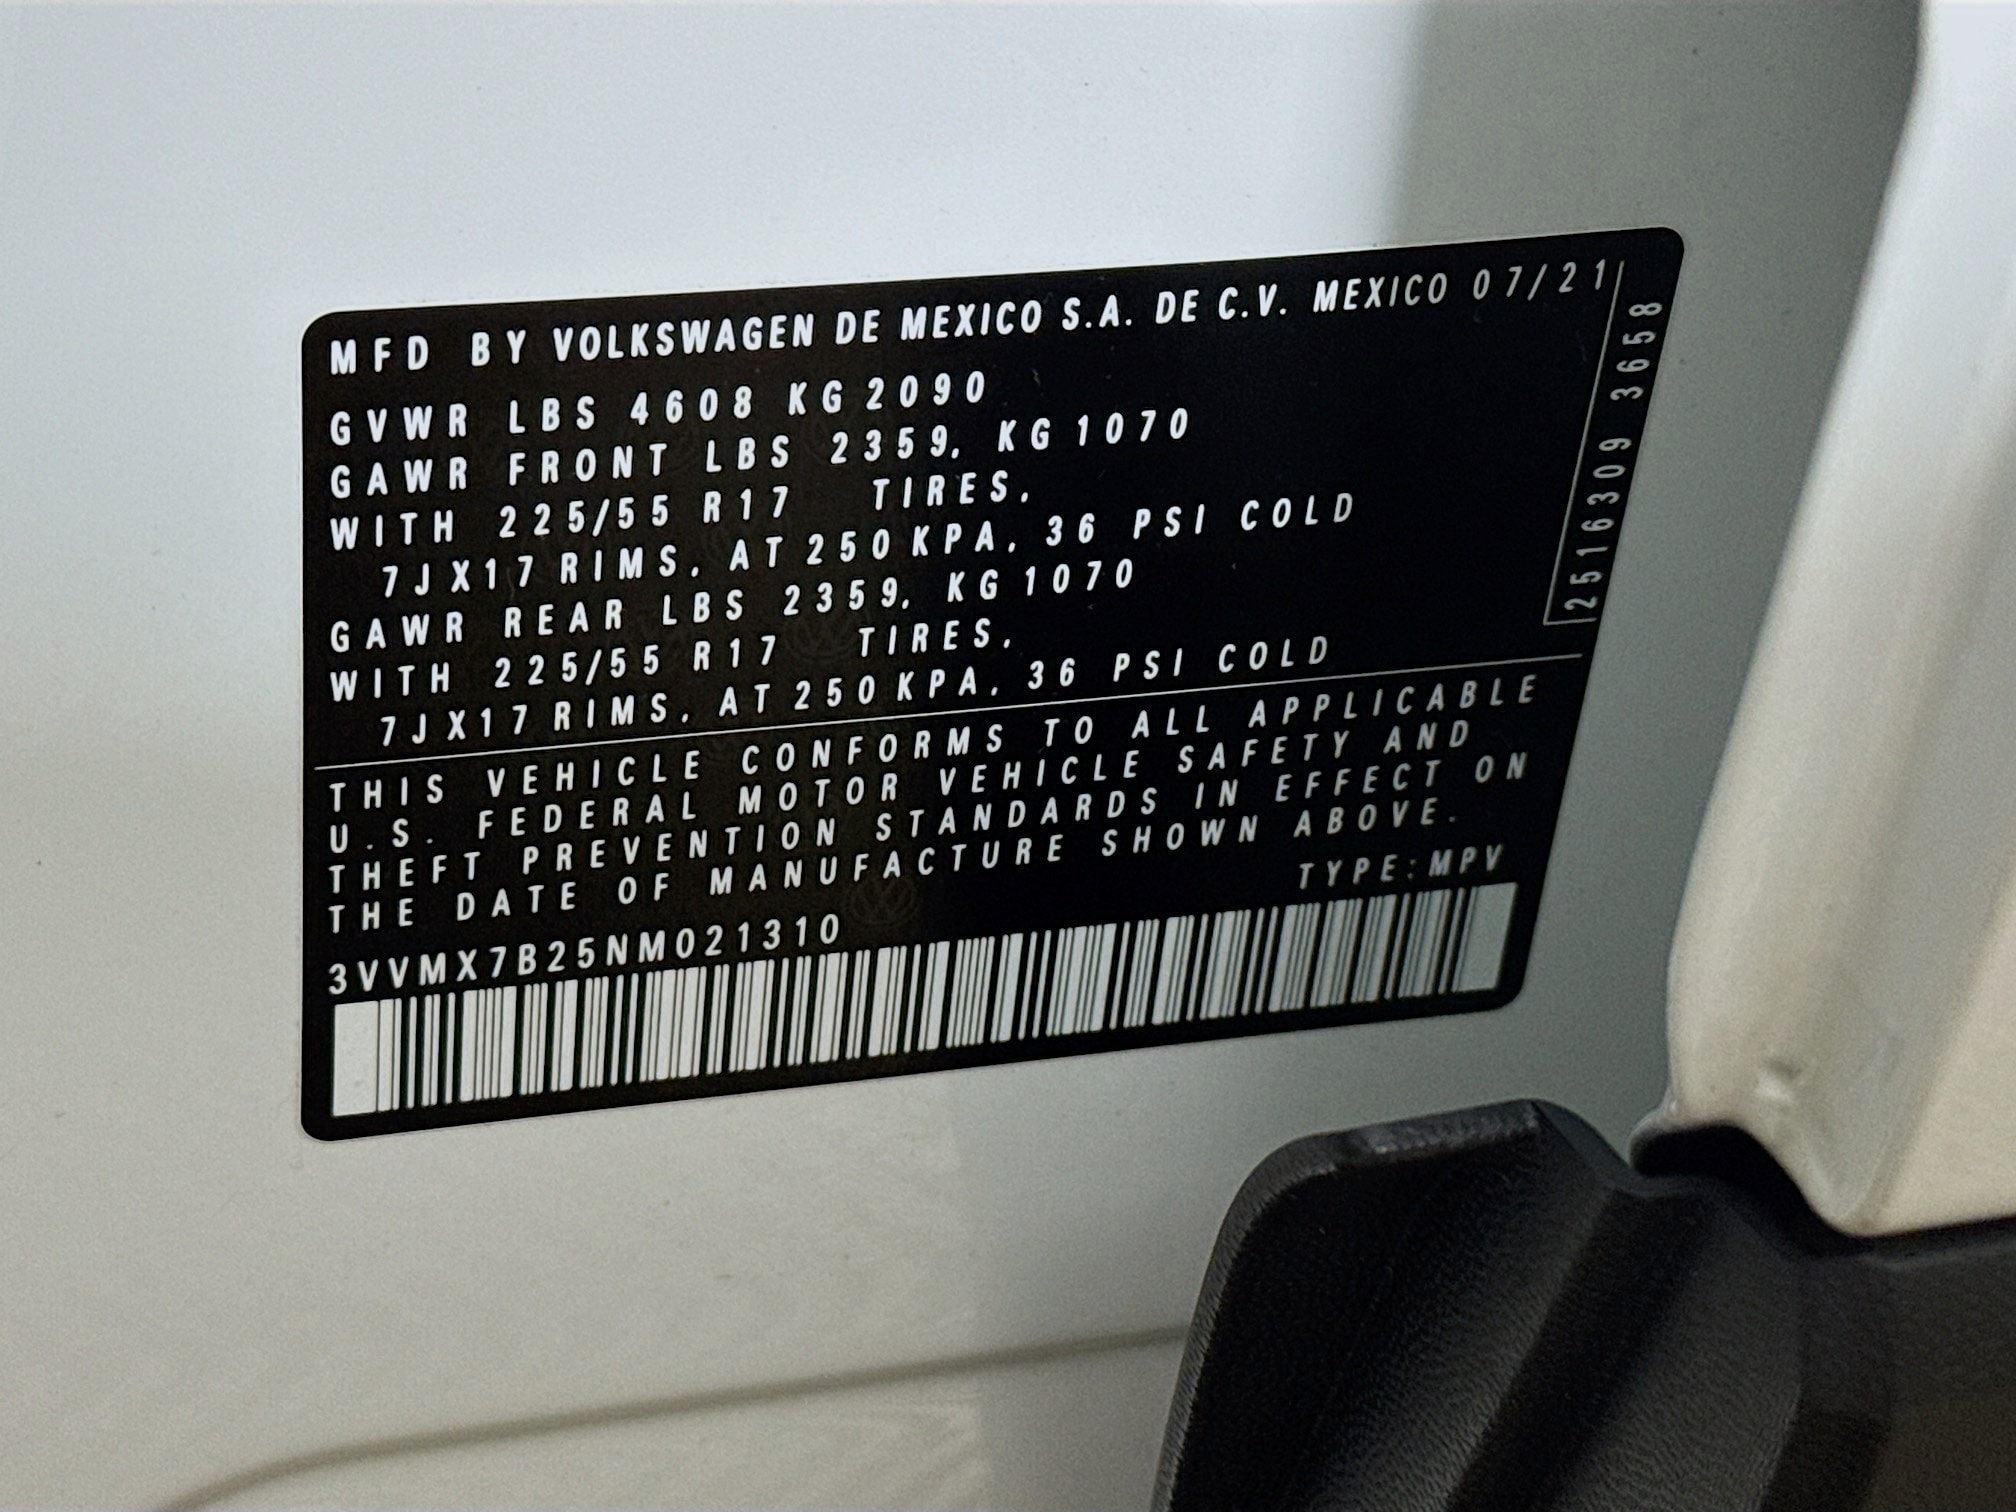 MFD BY VOLKSWAGEN DE MEXICO S.A. DE C.V. MEXICO 07/21
GVWR LBS 4608 KG 2090
GAWR FRONT LBS 2359, KG 1070
WITH 225/55 R17 TIRES,
7JX17 RIMS, AT 250 KPA, 36 PSI COLD
GAWR REAR LBS 2359, KG 1070
WITH 225/55 R17 TIRES,
7JX17 RIMS, AT 250 KPA, 36 PSI COLD
2516309 3658
THIS VEHICLE CONFORMS TO ALL APPLICABLE
U.S. FEDERAL MOTOR VEHICLE SAFETY AND
THEFT PREVENTION STANDARDS IN EFFECT ON
THE DATE OF MANUFACTURE SHOWN ABOVE.
TYPE:MPV
3VVMX7B25NM021310